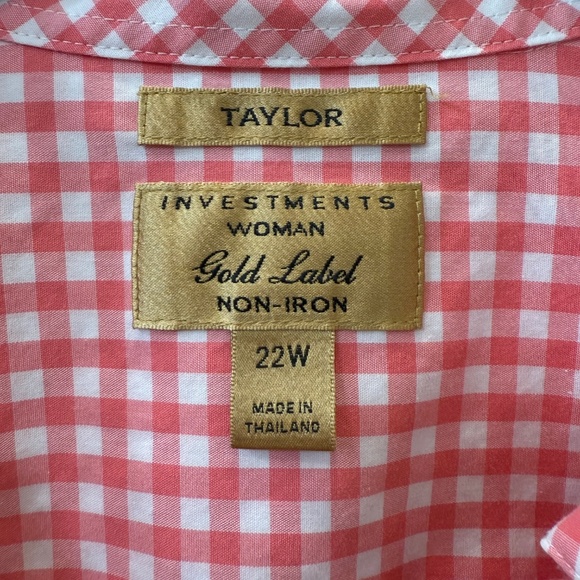 TAYLOR
INVESTMENTS
WOMAN
Gold Label
NON-IRON
22W
MADE IN
THAILAND